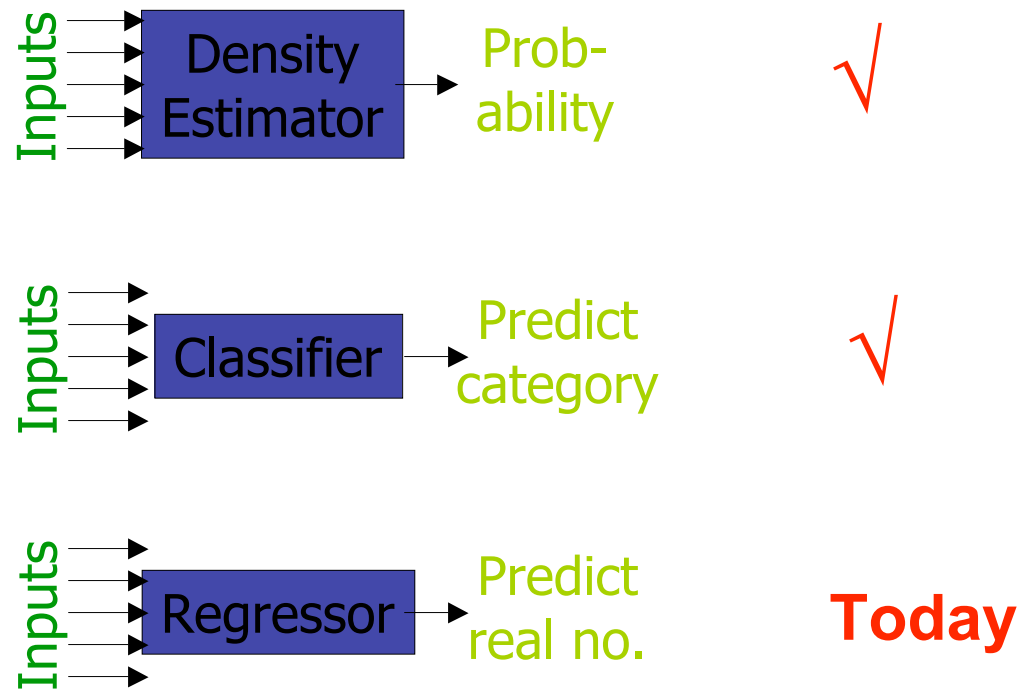 Inputs
Density
Estimator
Prob-
ability
√
Inputs
Classifier
Predict
category
√
Inputs
Regressor
Predict
real no.
Today